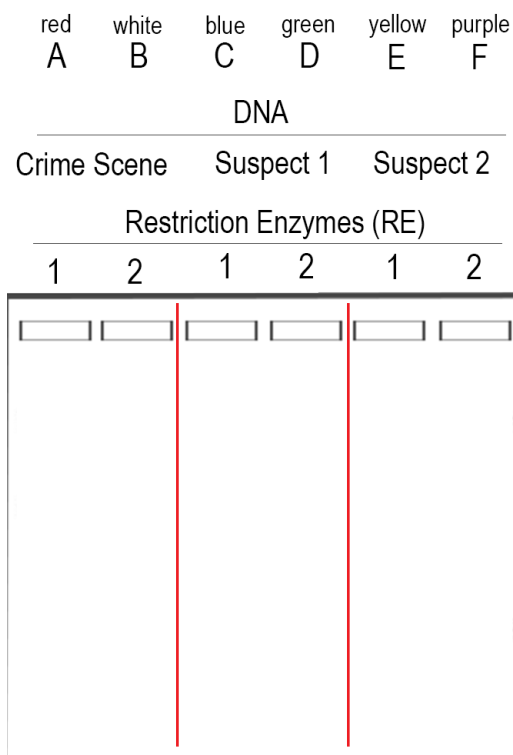 red white blue green yellow purple
A B C D E F
DNA
Crime Scene Suspect 1 Suspect 2
Restriction Enzymes (RE)
1 2 1 2 1 2